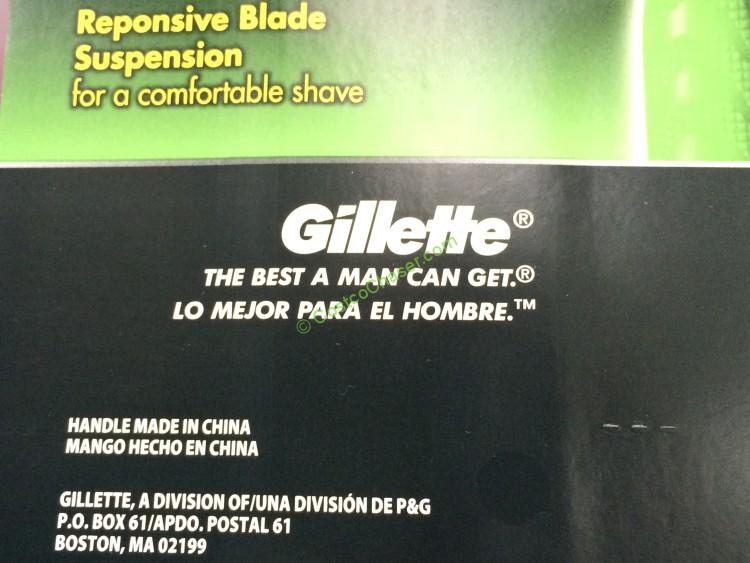 Reponsive Blade
Suspension
for a comfortable shave
Gillette®
THE BEST A MAN CAN GET.®
LO MEJOR PARA EL HOMBRE.™
© CostcoChaser.com
HANDLE MADE IN CHINA
MANGO HECHO EN CHINA
GILLETTE, A DIVISION OF/UNA DIVISIÓN DE P&G
P.O. BOX 61/APDO. POSTAL 61
BOSTON, MA 02199